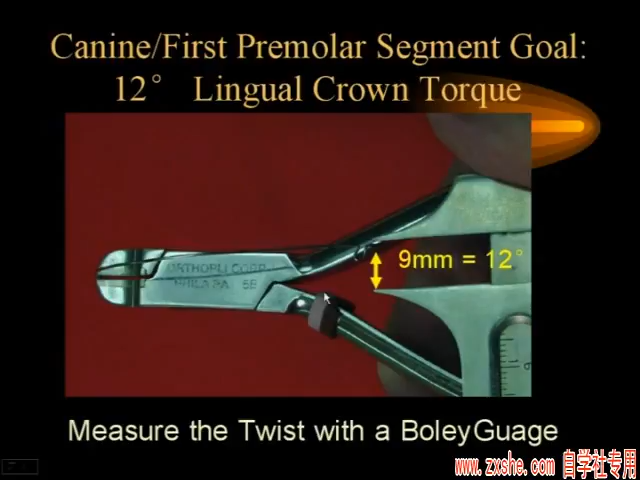 Canine/First Premolar Segment Goal:
12° Lingual Crown Torque
ORTHOPLI CORP
PHILA PA 5B
9mm = 12°
Measure the Twist with a BoleyGuage
www.zxshe.com 自学社专用